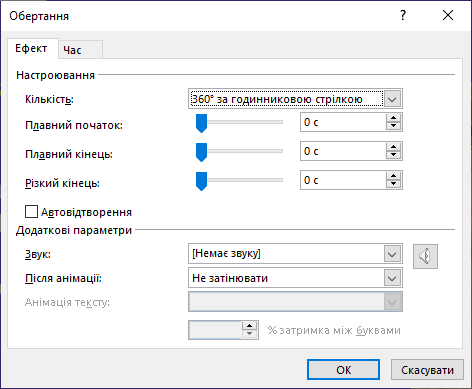 Обертання
Ефект
Час
Настроювання
Кількість: 360° за годинниковою стрілкою
Плавний початок: 0 с
Плавний кінець: 0 с
Різкий кінець: 0 с
Автовідтворення
Додаткові параметри
Звук: [Немає звуку]
Після анімації: Не затінювати
Анімація тексту:
% затримка між буквами
ОК
Скасувати